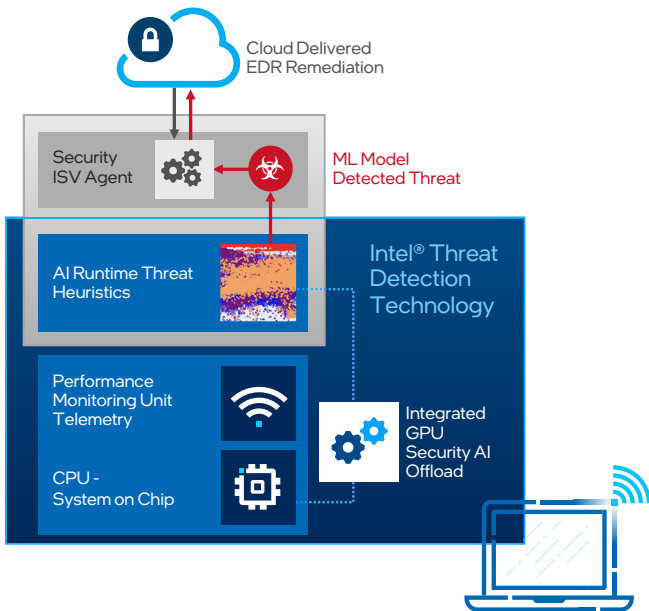 Cloud Delivered
EDR Remediation
Security
ISV Agent
ML Model
Detected Threat
AI Runtime Threat
Heuristics
Intel® Threat
Detection
Technology
Performance
Monitoring Unit
Telemetry
CPU -
System on Chip
Integrated
GPU
Security AI
Offload